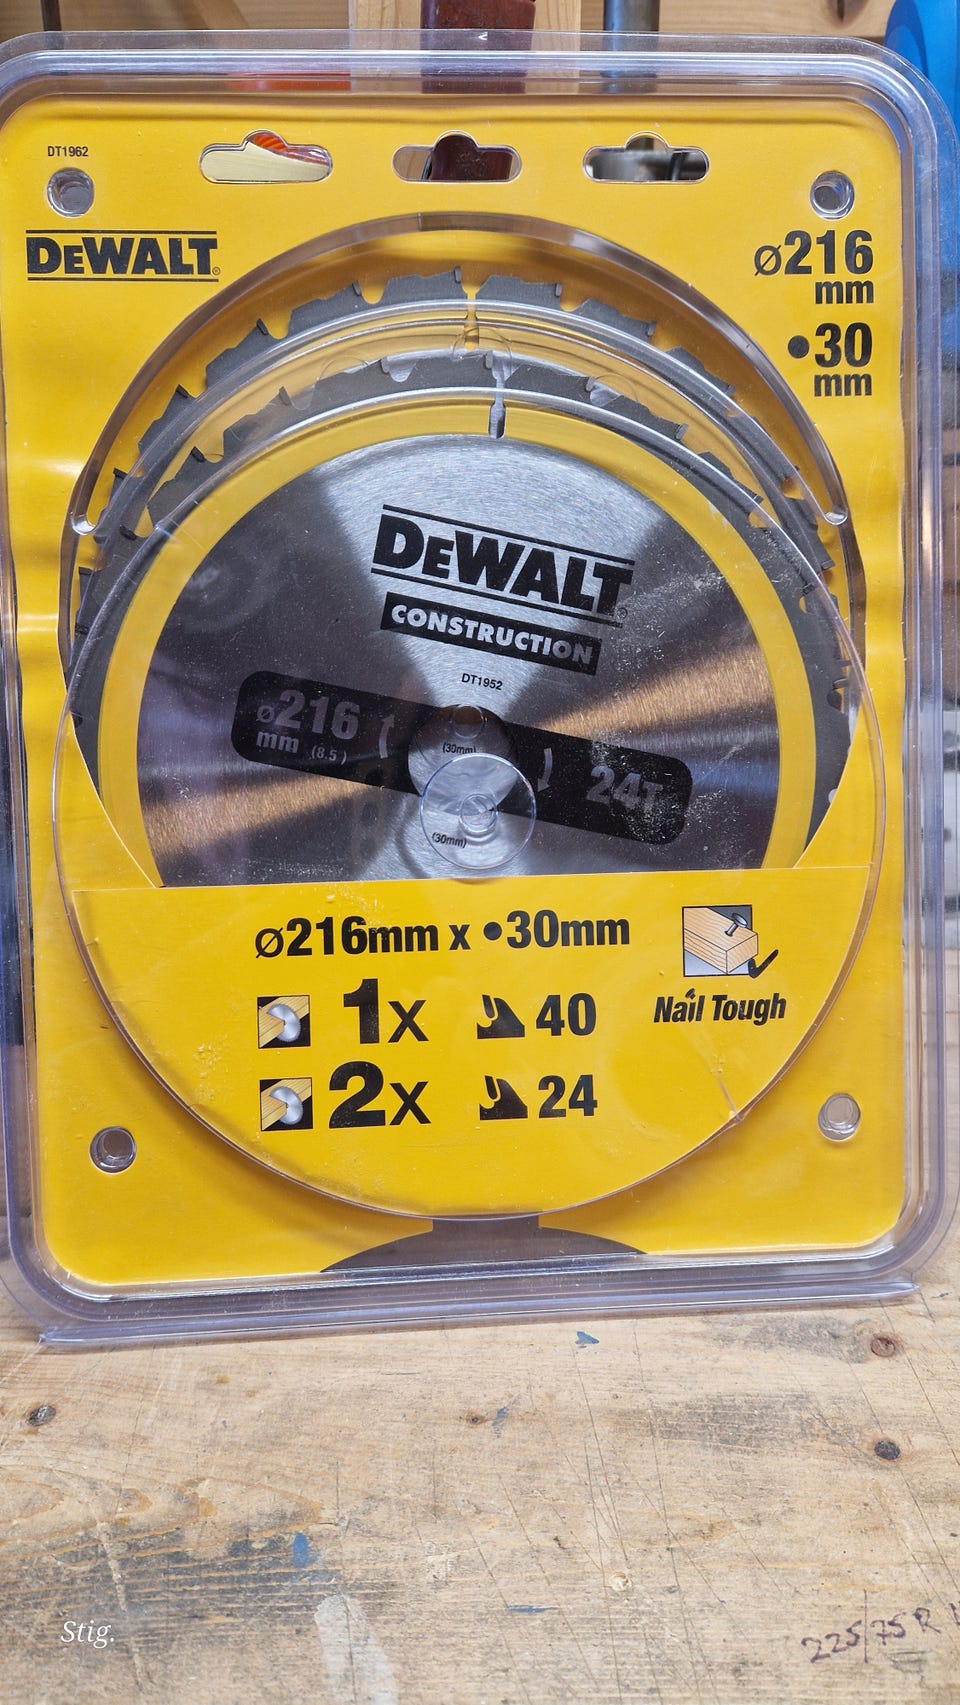 DT1962
DEWALT®
ø216
mm
•30
mm
DEWALT®
CONSTRUCTION
DT1952
ø216
mm (8.5")
24T
(30mm)
(30mm)
ø216mm x •30mm
1x 40
2x 24
Nail Tough
Stig.
225/75 R